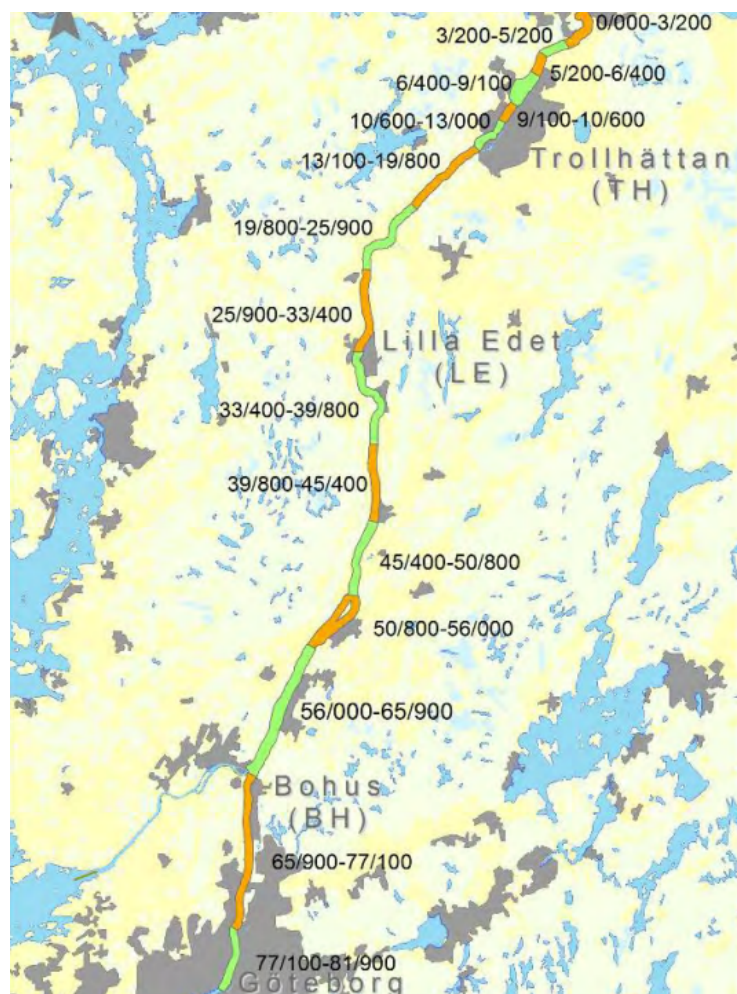 0/000-3/200
3/200-5/200
5/200-6/400
6/400-9/100
9/100-10/600
10/600-13/000
13/100-19/800
Trollhättan
(TH)
19/800-25/900
25/900-33/400
Lilla Edet
(LE)
33/400-39/800
39/800-45/400
45/400-50/800
50/800-56/000
56/000-65/900
Bohus
(BH)
65/900-77/100
77/100-81/900
Göteborg